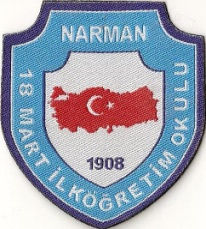 NARMAN
18 MART İLKÖĞRETİM OKULU
1908